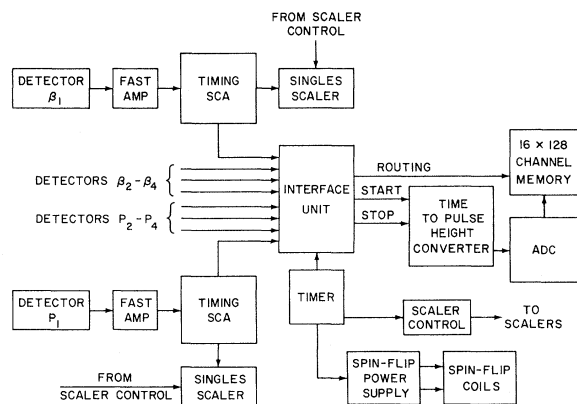 FROM SCALER
CONTROL
DETECTOR
β₁
FAST
AMP
TIMING
SCA
SINGLES
SCALER
DETECTORS β₂-β₄
DETECTORS P₂-P₄
INTERFACE
UNIT
ROUTING
START
STOP
16 × 128
CHANNEL
MEMORY
TIME
TO PULSE
HEIGHT
CONVERTER
ADC
DETECTOR
P₁
FAST
AMP
TIMING
SCA
TIMER
SCALER
CONTROL
TO
SCALERS
FROM
SCALER CONTROL
SINGLES
SCALER
SPIN-FLIP
POWER
SUPPLY
SPIN-FLIP
COILS